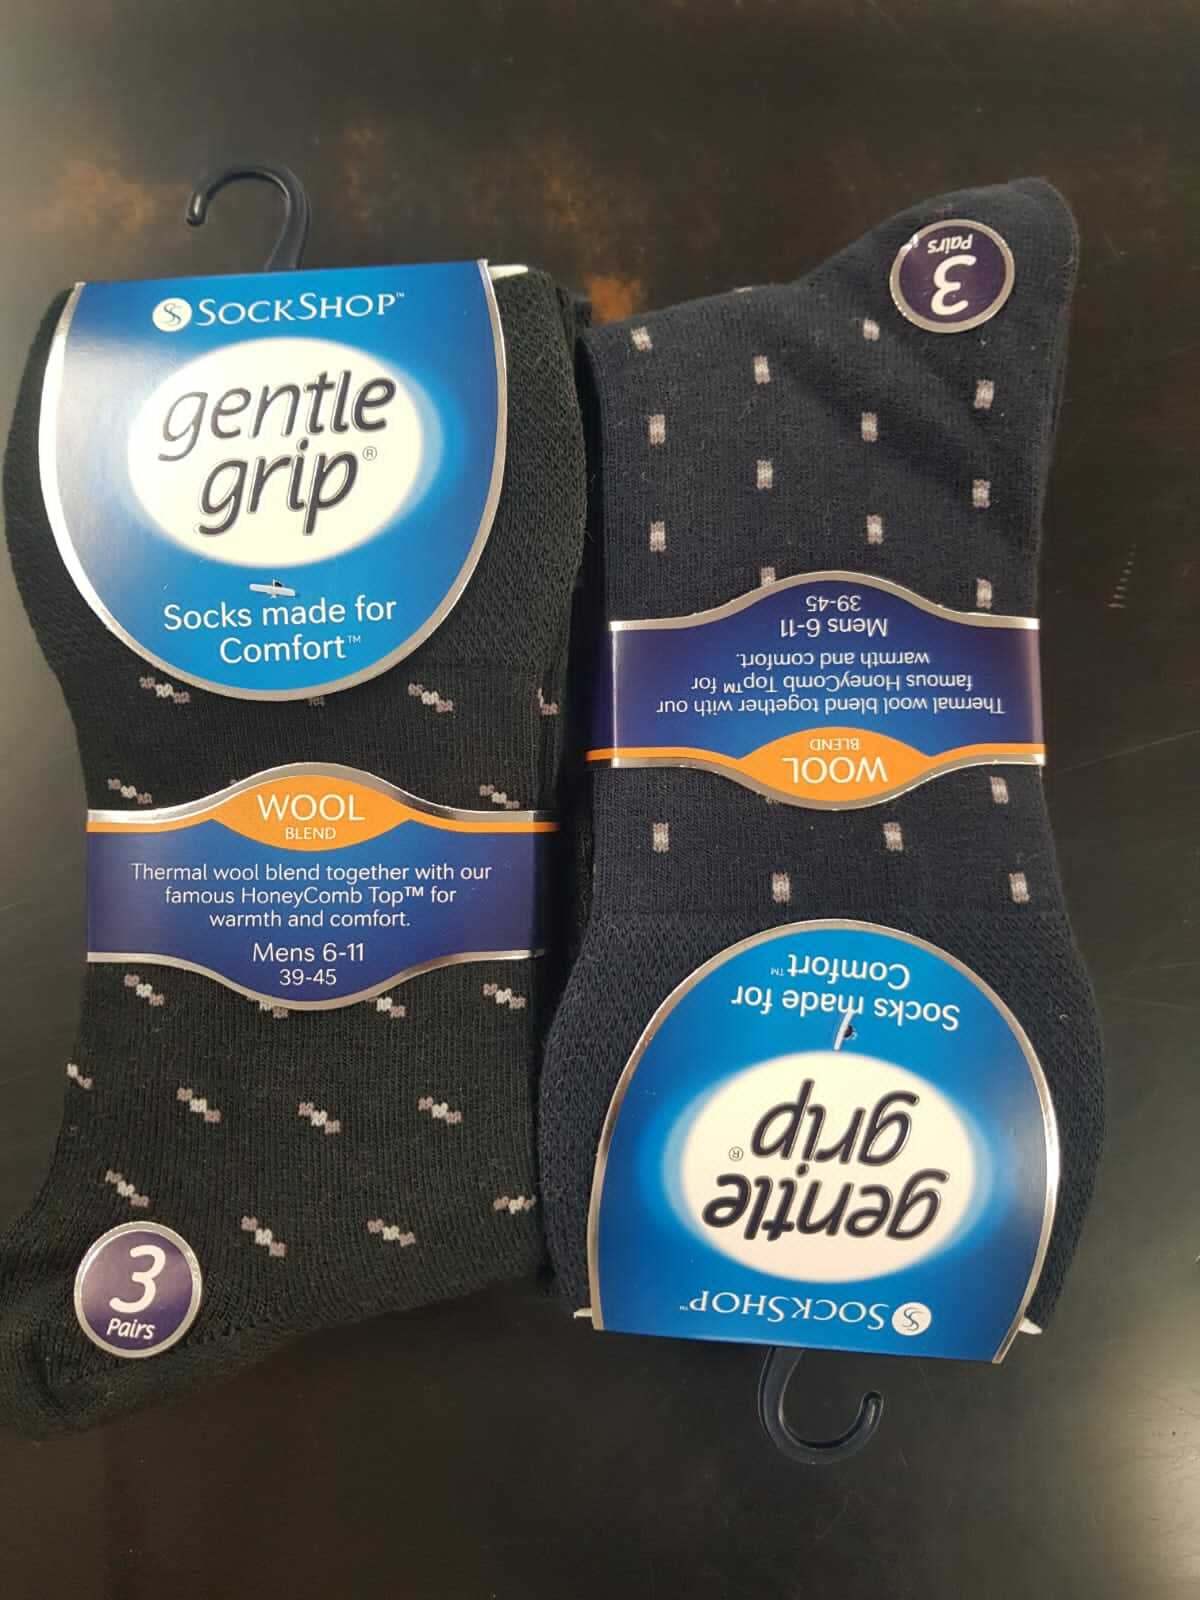 SOCKSHOP™
gentle
grip®
Socks made for
Comfort™
WOOL
BLEND
Thermal wool blend together with our
famous HoneyComb Top™ for
warmth and comfort.
Mens 6-11
39-45
3
Pairs
SOCKSHOP™
gentle
grip®
Socks made for
Comfort™
WOOL
BLEND
Thermal wool blend together with our
famous HoneyComb Top™ for
warmth and comfort.
Mens 6-11
39-45
3
Pairs